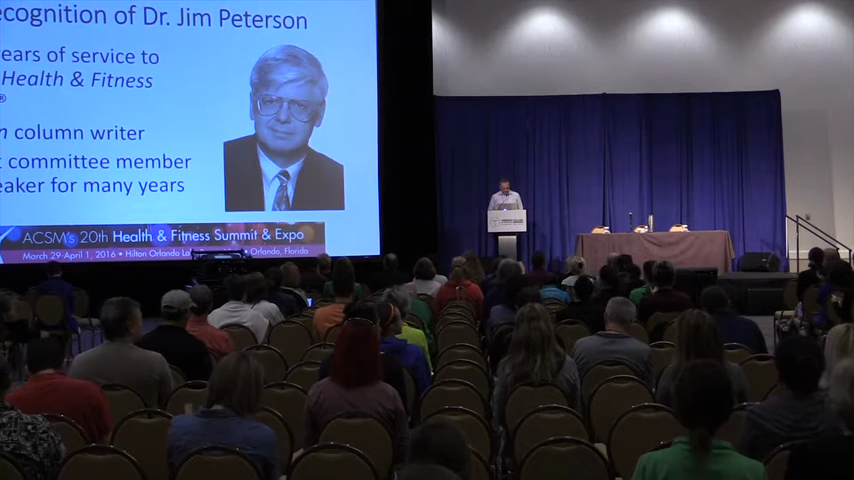 ecognition of Dr. Jim Peterson
ears of service to
Health & Fitness
®
n column writer
t committee member
eaker for many years
ACSM's 20th Health & Fitness Summit & Expo
March 29-April 1, 2016 • Hilton Orlando Orlando, Florida